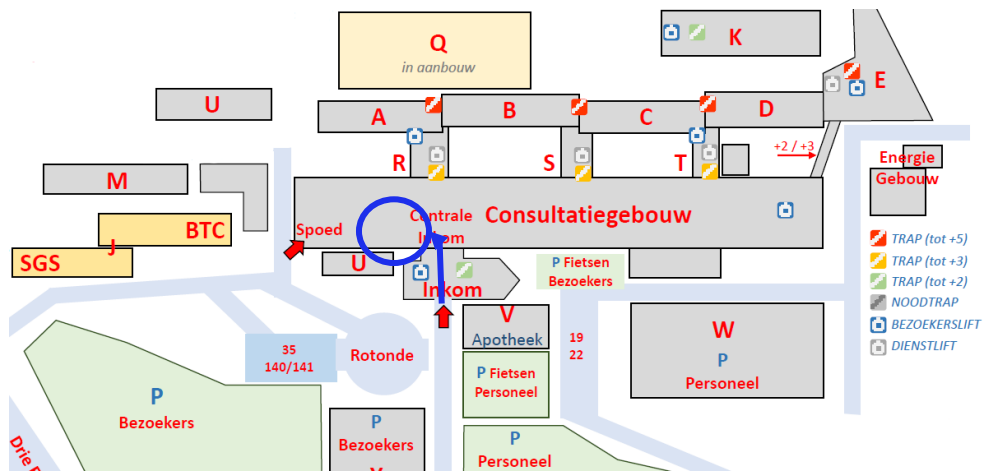 Q
in aanbouw
K
E
U
A
B
C
D
R
S
T
+2 / +3
Energie
Gebouw
M
BTC
J
SGS
Spoed
Centrale
Inkom
Consultatiegebouw
U
Inkom
P Fietsen
Bezoekers
TRAP (tot +5)
TRAP (tot +3)
TRAP (tot +2)
NOODTRAP
BEZOEKERSLIFT
DIENSTLIFT
V
Apotheek
19
22
W
P
Personeel
35
140/141
Rotonde
P Fietsen
Personeel
P
Bezoekers
P
Bezoekers
P
Personeel